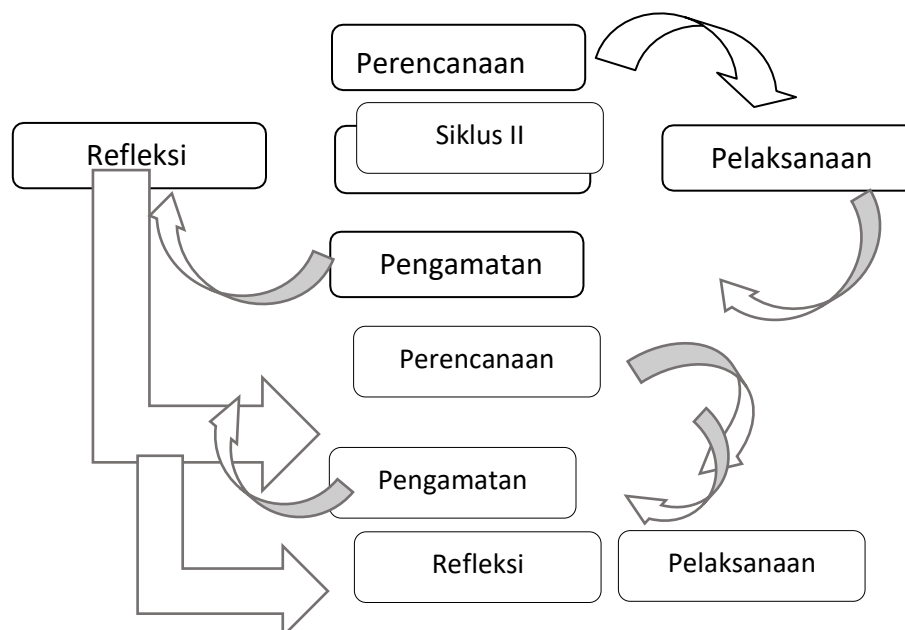 Perencanaan
Siklus II
Refleksi
Pelaksanaan
Pengamatan
Perencanaan
Pengamatan
Refleksi
Pelaksanaan